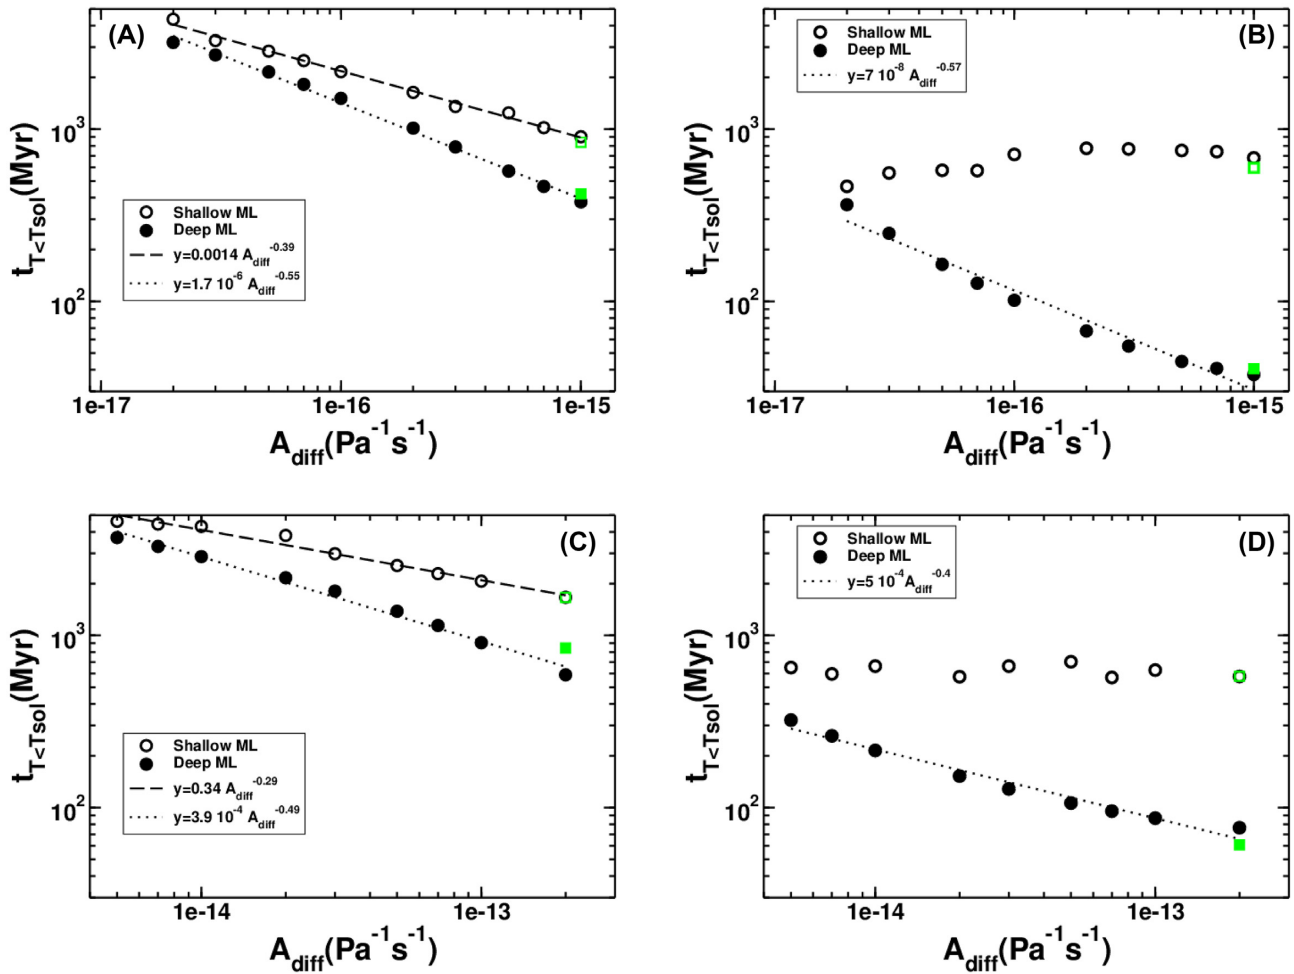 (A)
10^3
10^2
t_T<Tsol(Myr)
Shallow ML
Deep ML
y=0.0014 A_diff^-0.39
y=1.7 10^-6 A_diff^-0.55
1e-17 1e-16 1e-15
A_diff(Pa^-1 s^-1)
(B)
Shallow ML
Deep ML
y=7 10^-8 A_diff^-0.57
10^3
10^2
t_T<Tsol(Myr)
1e-17 1e-16 1e-15
A_diff(Pa^-1 s^-1)
(C)
10^3
10^2
t_T<Tsol(Myr)
Shallow ML
Deep ML
y=0.34 A_diff^-0.29
y=3.9 10^-4 A_diff^-0.49
1e-14 1e-13
A_diff(Pa^-1 s^-1)
(D)
Shallow ML
Deep ML
y=5 10^-4 A_diff^-0.4
10^3
10^2
t_T<Tsol(Myr)
1e-14 1e-13
A_diff(Pa^-1 s^-1)